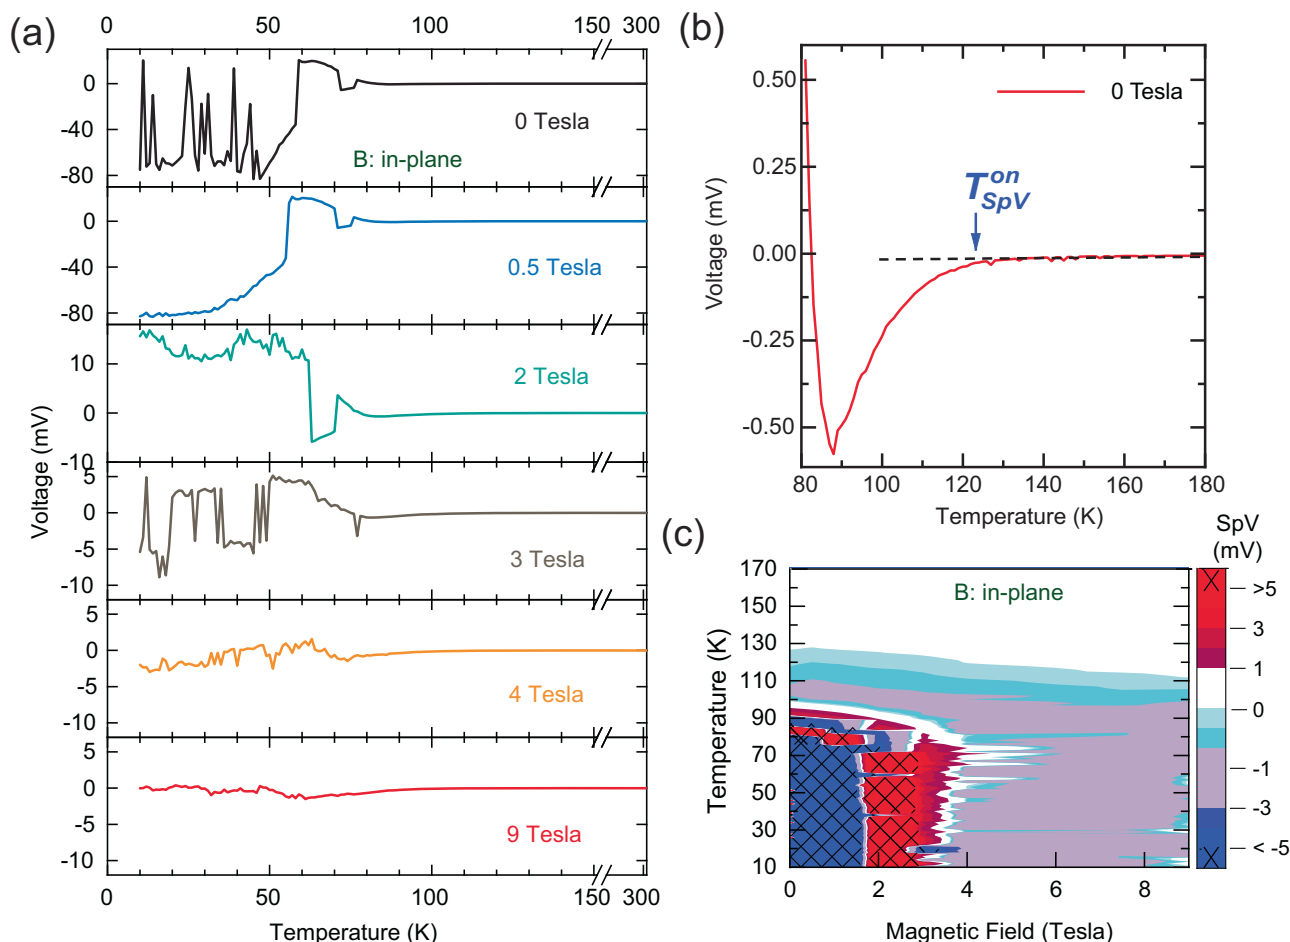 (a)
0 50 100 150 300
0
-40
-80
0 Tesla
B: in-plane
0
-40
-80
0.5 Tesla
10
0
-10
2 Tesla
5
0
-5
-10
3 Tesla
5
0
-5
-10
4 Tesla
5
0
-5
-10
9 Tesla
Voltage (mV)
0 50 100 150 300
Temperature (K)
(b)
0.50
0.25
0.00
-0.25
-0.50
Voltage (mV)
0 Tesla
T on SpV
80 100 120 140 160 180
Temperature (K)
(c)
170
150
130
110
90
70
50
30
10
Temperature (K)
B: in-plane
0 2 4 6 8
Magnetic Field (Tesla)
SpV
(mV)
>5
3
1
0
-1
-3
< -5